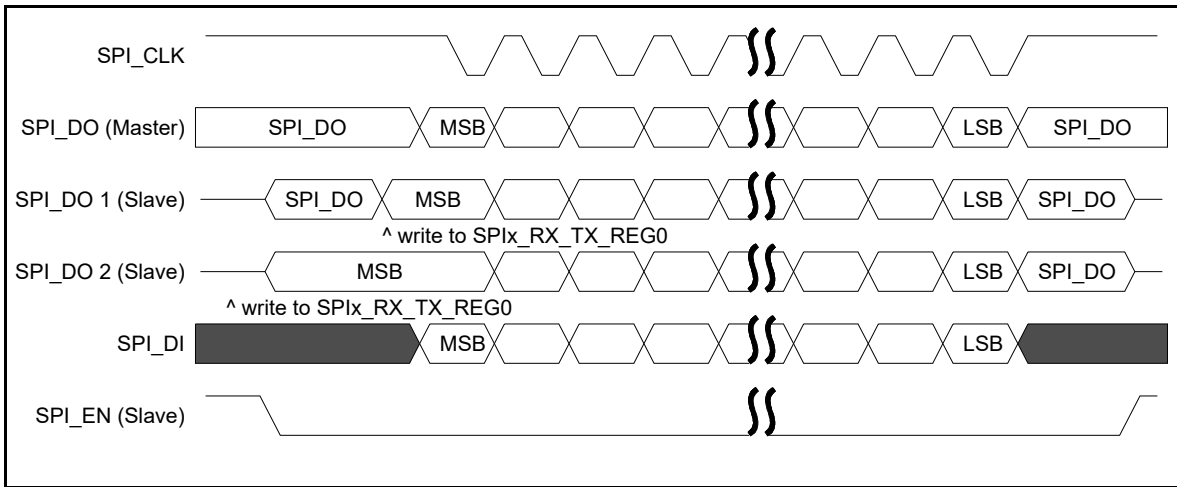 SPI_CLK
SPI_DO (Master) SPI_DO MSB LSB SPI_DO
SPI_DO 1 (Slave) SPI_DO MSB LSB SPI_DO
^ write to SPIx_RX_TX_REG0
SPI_DO 2 (Slave) MSB LSB SPI_DO
^ write to SPIx_RX_TX_REG0
SPI_DI MSB LSB
SPI_EN (Slave)